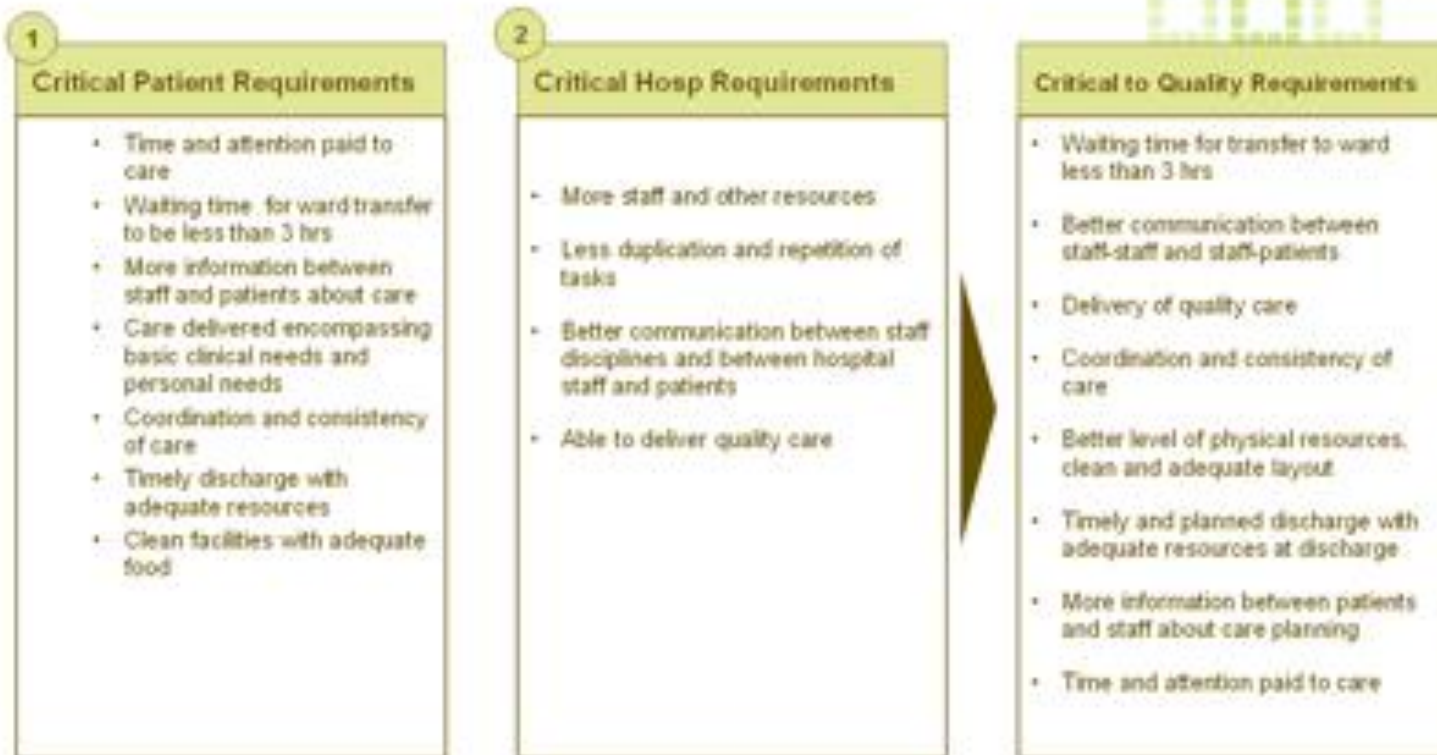 1
Critical Patient Requirements
• Time and attention paid to
care
• Waiting time for ward transfer
to be less than 3 hrs
• More information between
staff and patients about care
• Care delivered encompassing
basic clinical needs and
personal needs
• Coordination and consistency
of care
• Timely discharge with
adequate resources
• Clean facilities with adequate
food
2
Critical Hosp Requirements
• More staff and other resources
• Less duplication and repetition of
tasks
• Better communication between staff
disciplines and between hospital
staff and patients
• Able to deliver quality care
Critical to Quality Requirements
• Waiting time for transfer to ward
less than 3 hrs
• Better communication between
staff-staff and staff-patients
• Delivery of quality care
• Coordination and consistency of
care
• Better level of physical resources,
clean and adequate layout
• Timely and planned discharge with
adequate resources at discharge
• More information between patients
and staff about care planning
• Time and attention paid to care